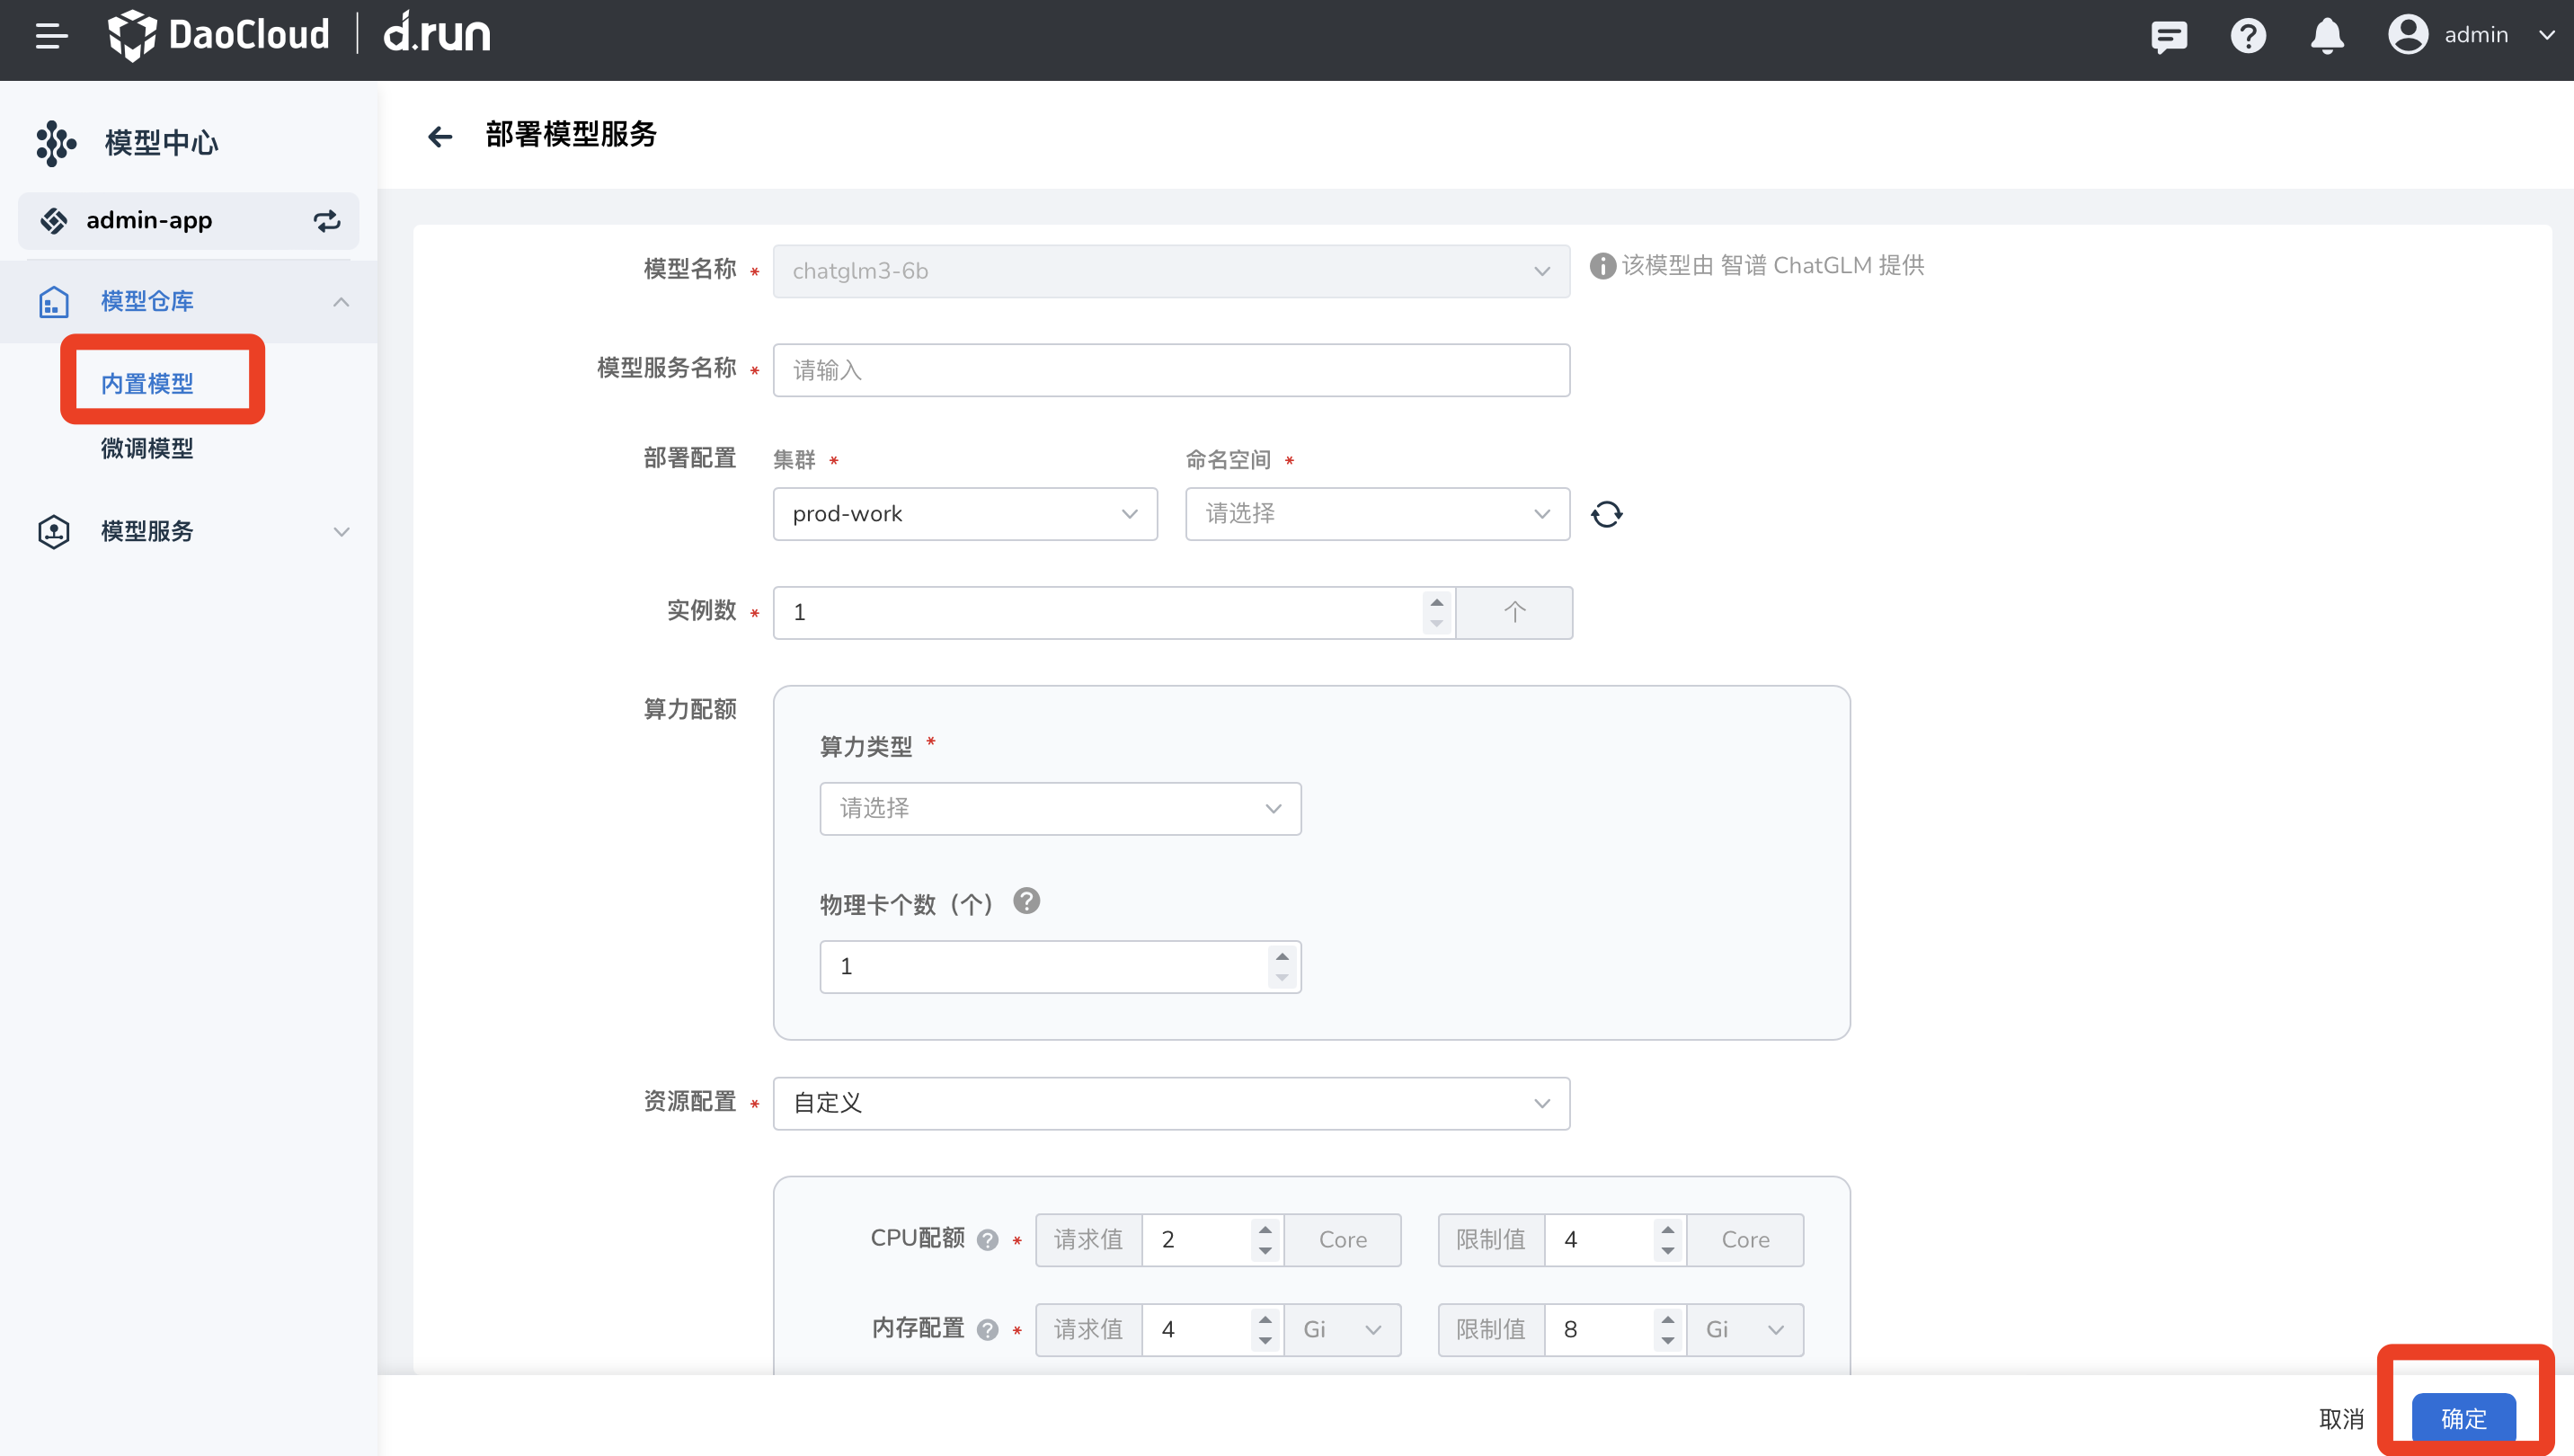 DaoCloud | d.run
admin
模型中心
admin-app
模型仓库
内置模型
微调模型
模型服务
部署模型服务
模型名称 *
chatglm3-6b
该模型由 智谱 ChatGLM 提供
模型服务名称 *
请输入
部署配置
集群 *
命名空间 *
prod-work
请选择
实例数 *
1
个
算力配额
算力类型 *
请选择
物理卡个数（个）
1
资源配置 *
自定义
CPU配额 * 请求值 2 Core 限制值 4 Core
内存配置 * 请求值 4 Gi 限制值 8 Gi
取消
确定